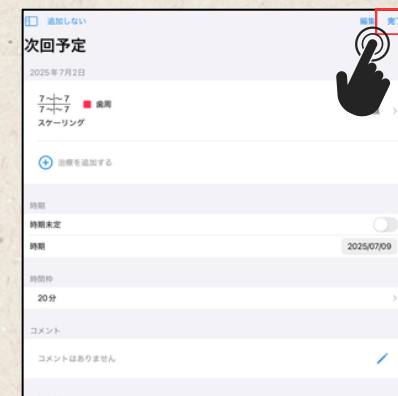 追加しない 編集
次回予定
2025年7月2日
7 7
7 7
歯周
スケーリング
治療を追加する
時期
時期未定
時期 2025/07/09
時間枠
20分
コメント
コメントはありません